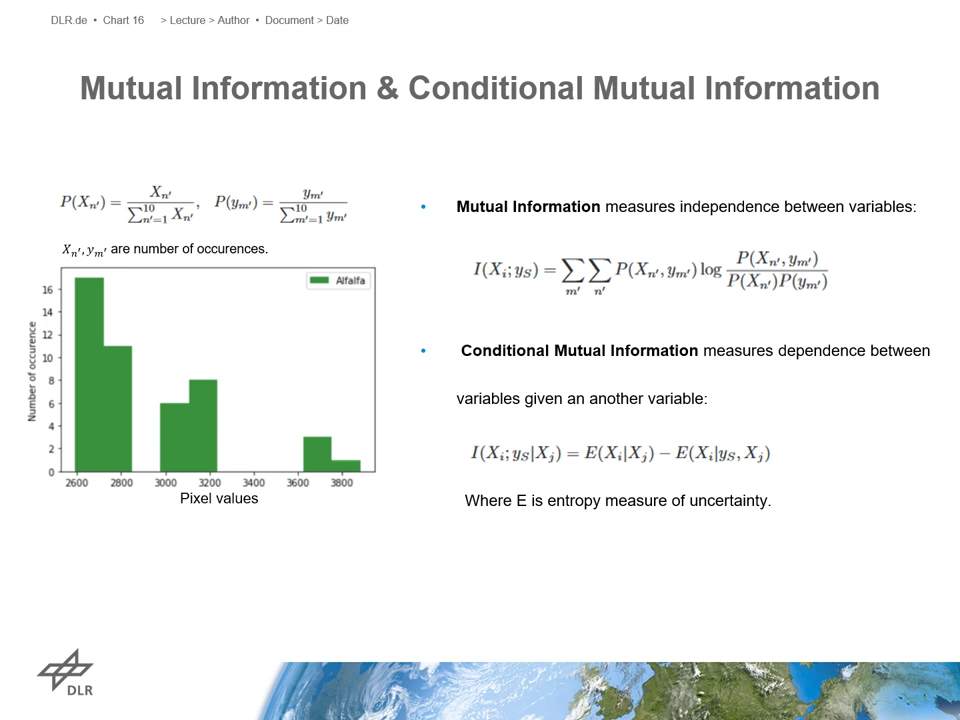 DLR.de • Chart 16 > Lecture > Author • Document > Date
Mutual Information & Conditional Mutual Information
P(X_{n'}) = X_{n'} / ∑_{n'=1}^{10} X_{n'}, P(y_{m'}) = y_{m'} / ∑_{m'=1}^{10} y_{m'}
X_{n'}, y_{m'} are number of occurences.
Alfalfa
Number of occurence
16
14
12
10
8
6
4
2
0
2600 2800 3000 3200 3400 3600 3800
Pixel values
• Mutual Information measures independence between variables:
I(X_i; y_S) = ∑_{m'} ∑_{n'} P(X_{n'}, y_{m'}) log P(X_{n'}, y_{m'}) / P(X_{n'})P(y_{m'})
• Conditional Mutual Information measures dependence between
variables given an another variable:
I(X_i; y_S|X_j) = E(X_i|X_j) − E(X_i|y_S, X_j)
Where E is entropy measure of uncertainty.
DLR